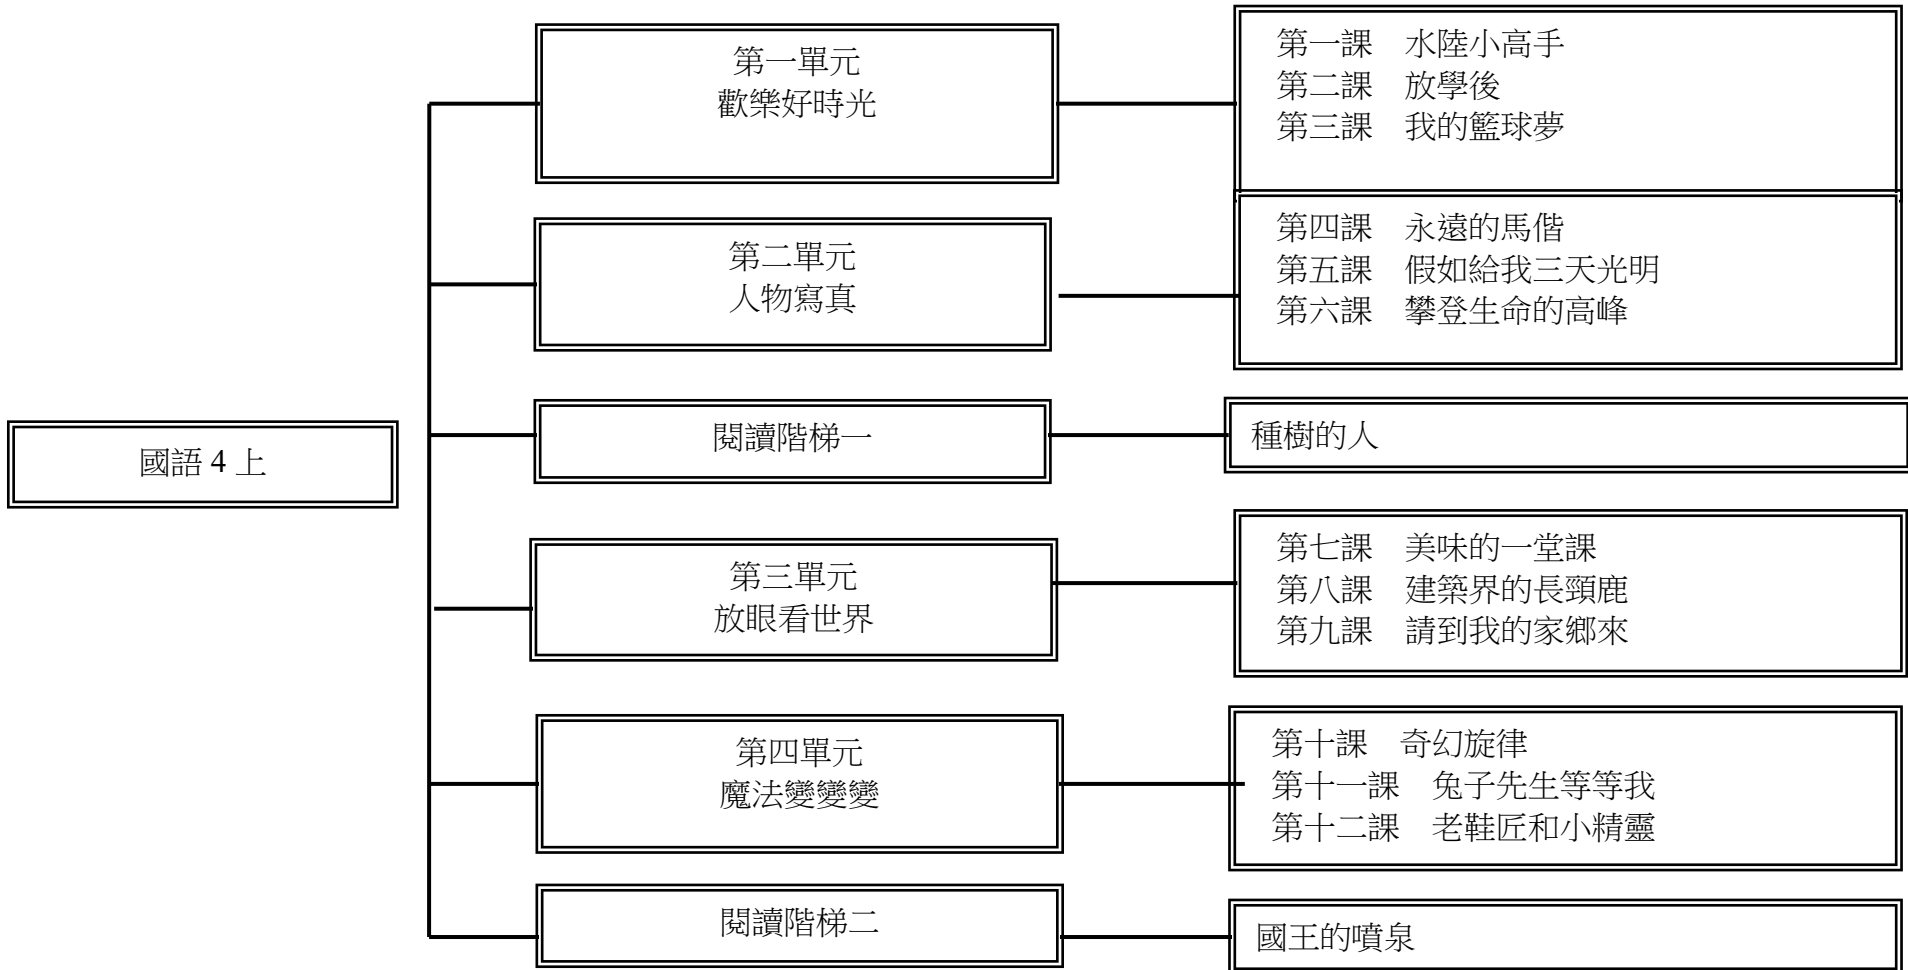 國語 4 上
第一單元
歡樂好時光
第一課　水陸小高手
第二課　放學後
第三課　我的籃球夢
第二單元
人物寫真
第四課　永遠的馬偕
第五課　假如給我三天光明
第六課　攀登生命的高峰
閱讀階梯一
種樹的人
第三單元
放眼看世界
第七課　美味的一堂課
第八課　建築界的長頸鹿
第九課　請到我的家鄉來
第四單元
魔法變變變
第十課　奇幻旋律
第十一課　兔子先生等等我
第十二課　老鞋匠和小精靈
閱讀階梯二
國王的噴泉